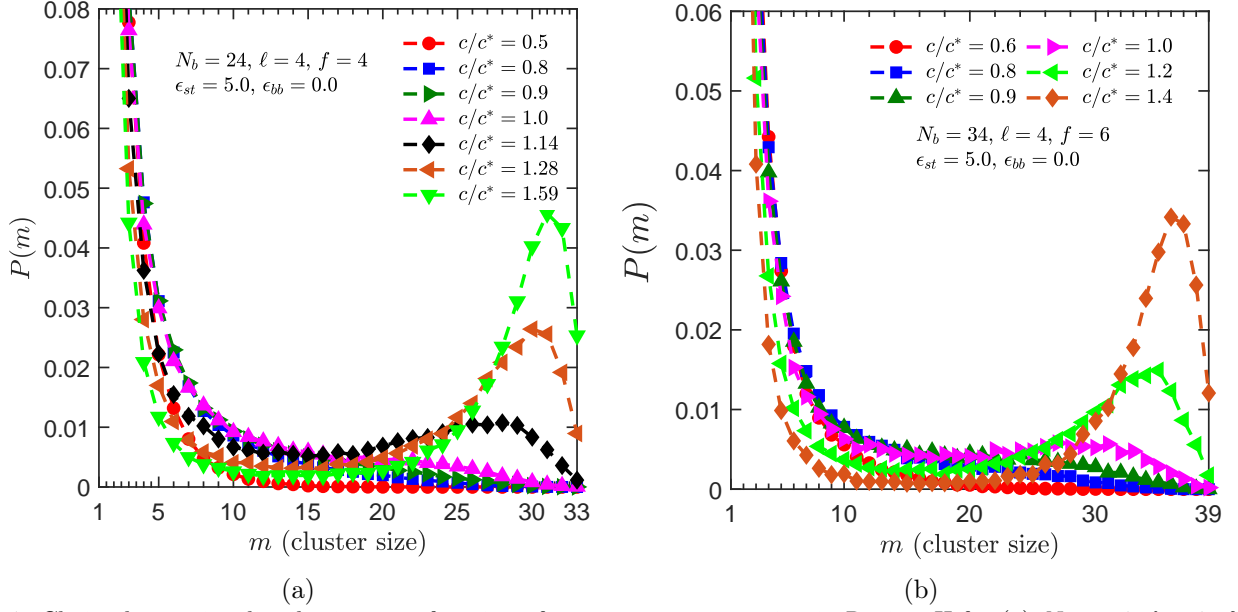 0.08
0.07
0.06
0.05
0.04
0.03
0.02
0.01
0
P(m)
N_b = 24, ℓ = 4, f = 4
ϵ_st = 5.0, ϵ_bb = 0.0
c/c* = 0.5
c/c* = 0.8
c/c* = 0.9
c/c* = 1.0
c/c* = 1.14
c/c* = 1.28
c/c* = 1.59
1 5 10 15 20 25 30 33
m (cluster size)
(a)
0.06
0.05
0.04
0.03
0.02
0.01
0
P(m)
c/c* = 0.6 c/c* = 1.0
c/c* = 0.8 c/c* = 1.2
c/c* = 0.9 c/c* = 1.4
N_b = 34, ℓ = 4, f = 6
ϵ_st = 5.0, ϵ_bb = 0.0
1 10 20 30 39
m (cluster size)
(b)